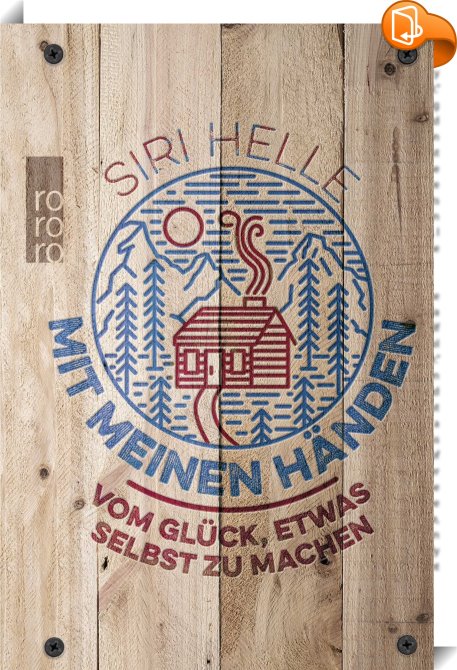 SIRI HELLE
ro
ro
ro
MIT MEINEN HÄNDEN
VOM GLÜCK, ETWAS
SELBST ZU MACHEN